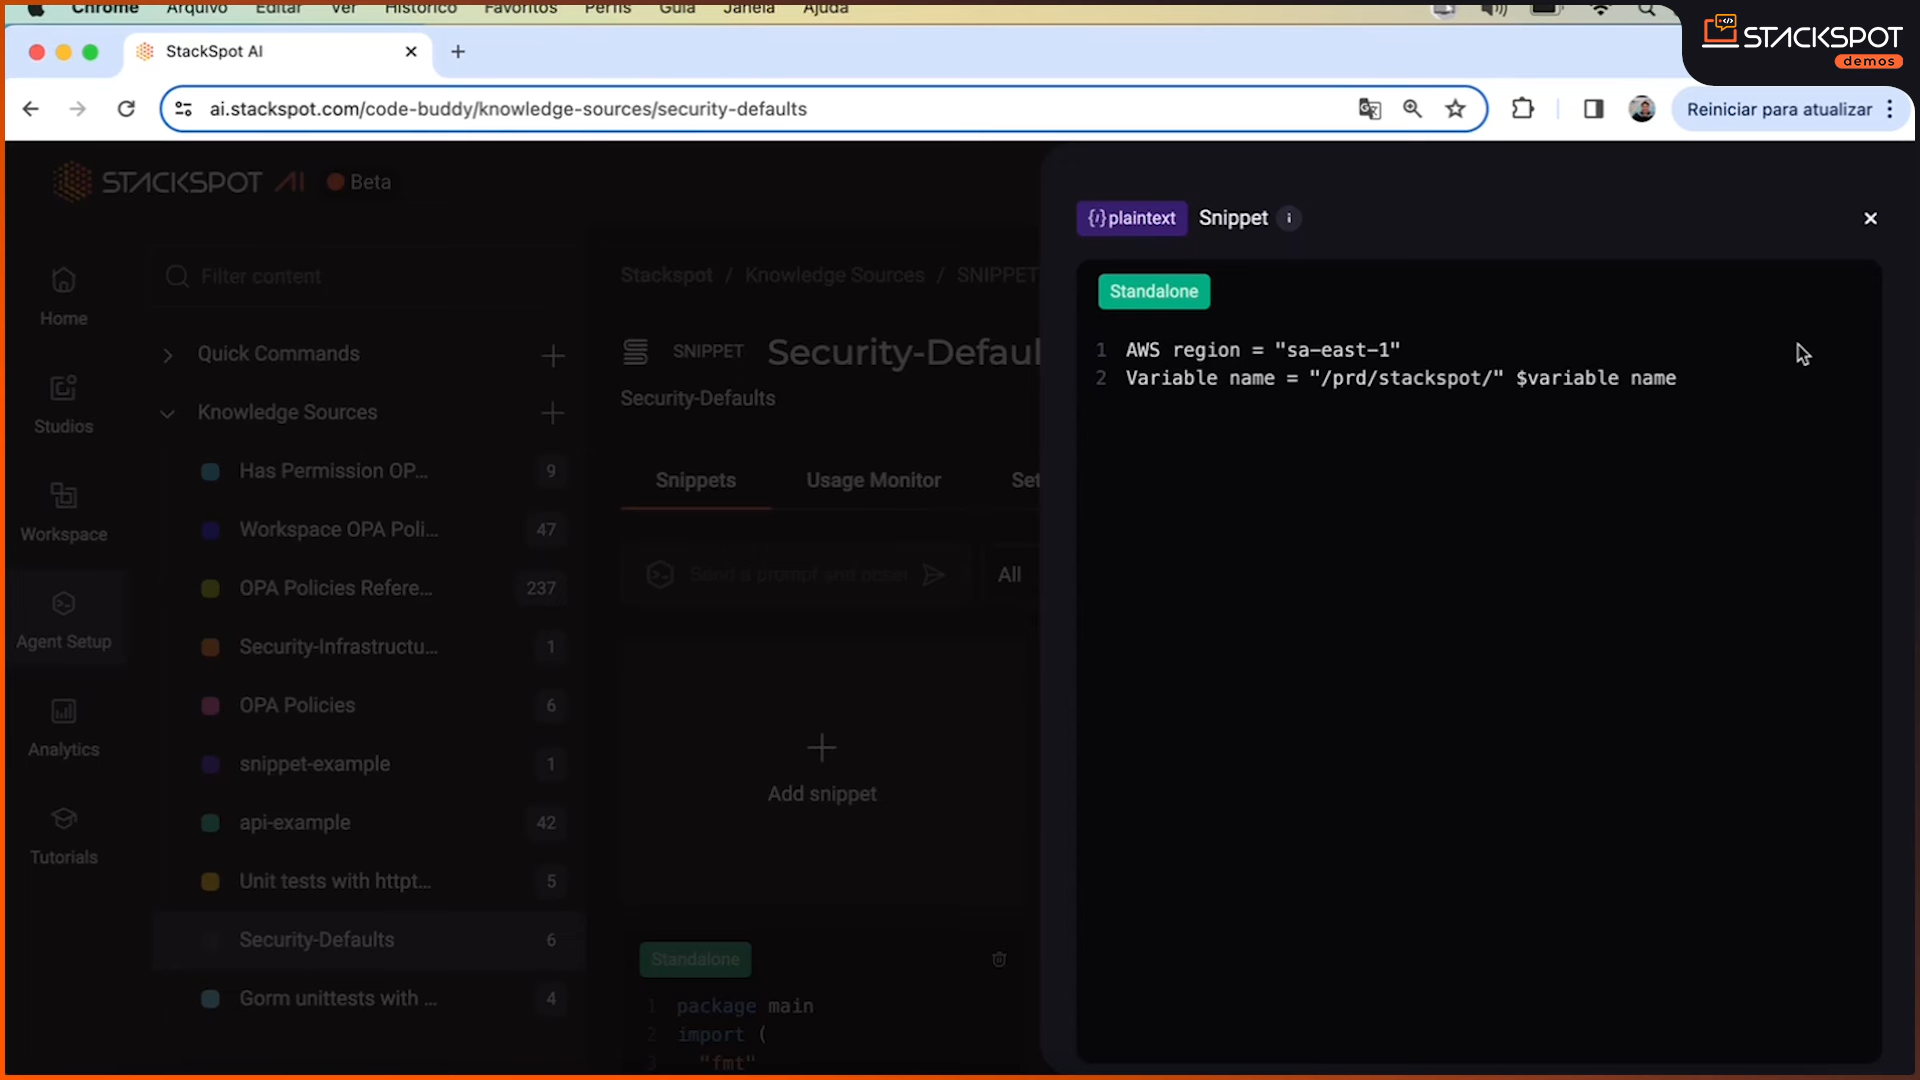 Chrome Arquivo Editar Ver Histórico Favoritos Perfis Guia Janela Ajuda
STACKSPOT
demos
StackSpot AI
ai.stackspot.com/code-buddy/knowledge-sources/security-defaults
Reiniciar para atualizar
STACKSPOT AI Beta
{/}plaintext Snippet i
Standalone
1 AWS region = "sa-east-1"
2 Variable name = "/prd/stackspot/" $variable name
Home
Studios
Workspace
Agent Setup
Analytics
Tutorials
Filter content
Quick Commands
Knowledge Sources
Has Permission OP... 9
Workspace OPA Poli... 47
OPA Policies Refere... 237
Security-Infrastructu... 1
OPA Policies 6
snippet-example 1
api-example 42
Unit tests with httpt... 5
Security-Defaults 6
Gorm unittests with ... 4
Stackspot / Knowledge Sources / SNIPPET
SNIPPET Security-Defaul
Security-Defaults
Snippets Usage Monitor Set
Send a prompt and All
Add snippet
Standalone
1 package main
2 import (
3 "fmt"